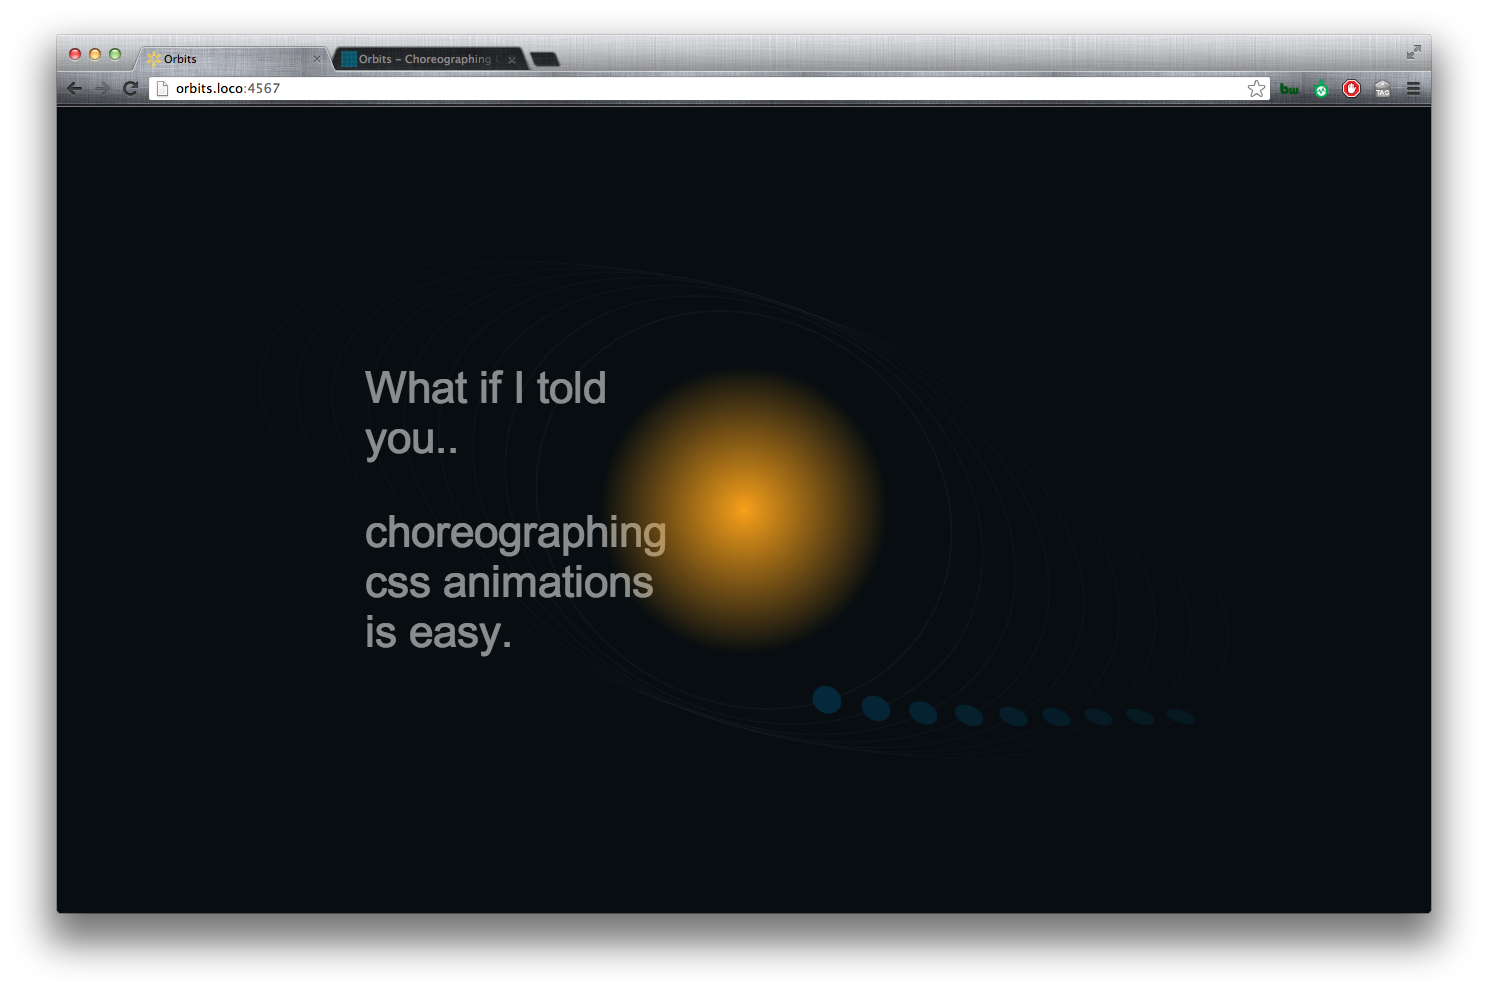 Orbits
Orbits – Choreographing
orbits.loco:4567
bw
TAG
What if I told
you..
choreographing
css animations
is easy.